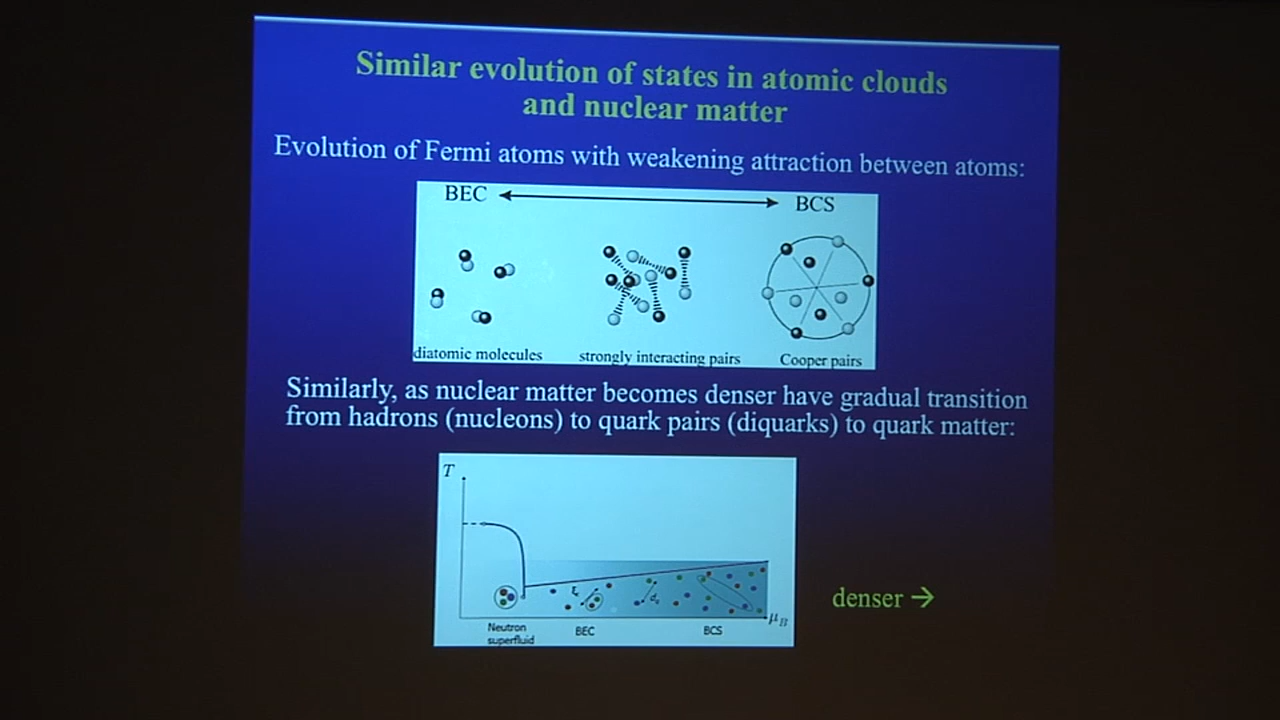 Similar evolution of states in atomic clouds
and nuclear matter
Evolution of Fermi atoms with weakening attraction between atoms:
BEC
BCS
diatomic molecules
strongly interacting pairs
Cooper pairs
Similarly, as nuclear matter becomes denser have gradual transition
from hadrons (nucleons) to quark pairs (diquarks) to quark matter:
T
μB
Neutron
superfluid
BEC
BCS
denser →